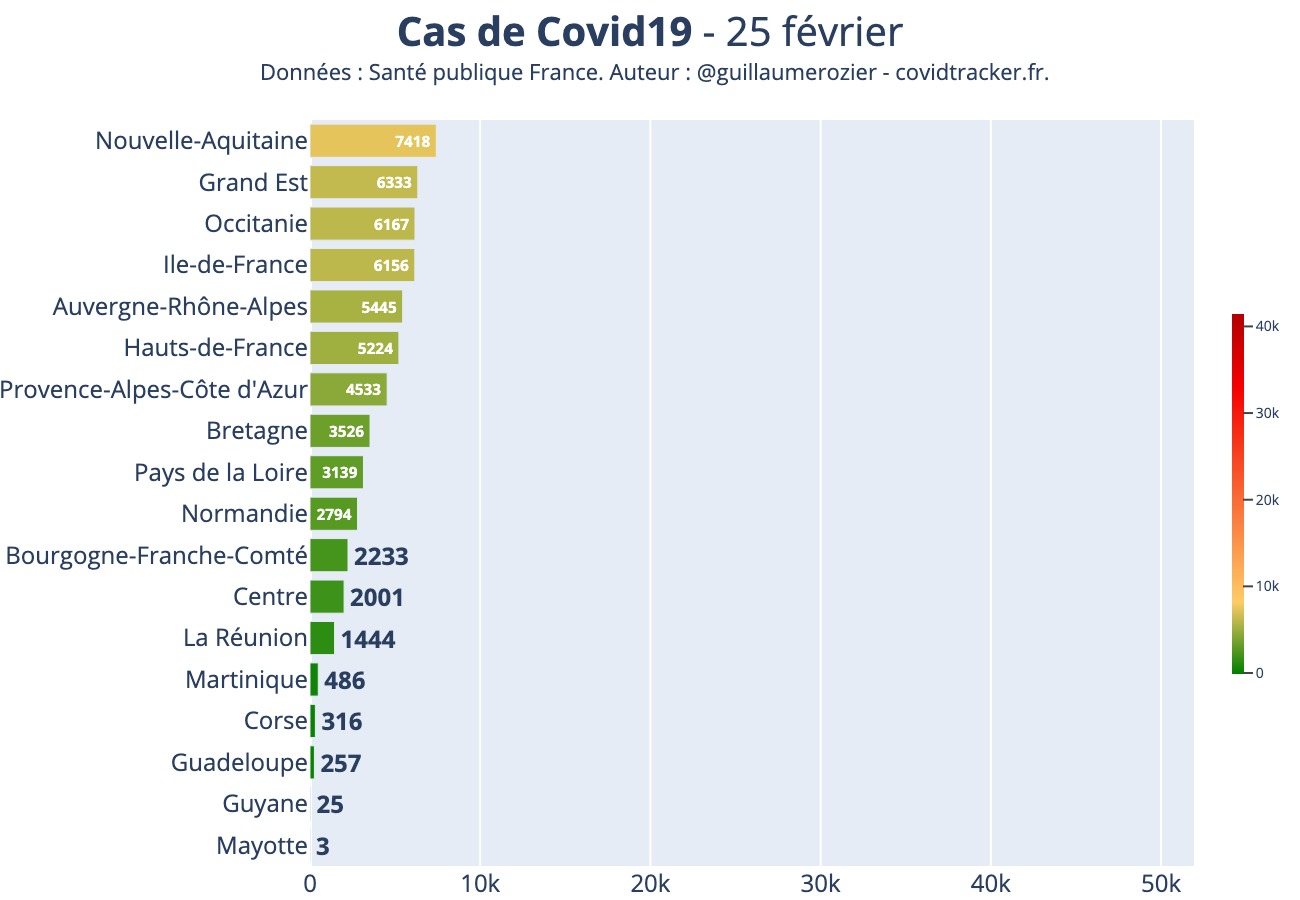 Cas de Covid19 - 25 février
Données : Santé publique France. Auteur : @guillaumerozier - covidtracker.fr.
Nouvelle-Aquitaine 7418
Grand Est 6333
Occitanie 6167
Ile-de-France 6156
Auvergne-Rhône-Alpes 5445
Hauts-de-France 5224
Provence-Alpes-Côte d'Azur 4533
Bretagne 3526
Pays de la Loire 3139
Normandie 2794
Bourgogne-Franche-Comté 2233
Centre 2001
La Réunion 1444
Martinique 486
Corse 316
Guadeloupe 257
Guyane 25
Mayotte 3
0 10k 20k 30k 40k 50k
40k
30k
20k
10k
0